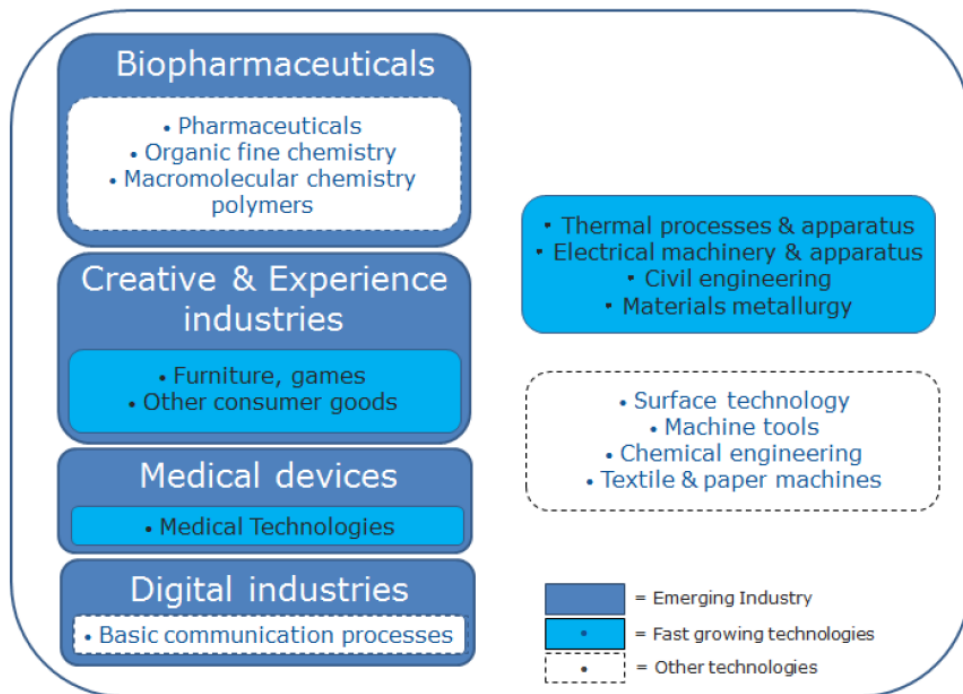 Biopharmaceuticals
• Pharmaceuticals
• Organic fine chemistry
• Macromolecular chemistry
polymers
Creative & Experience
industries
• Furniture, games
• Other consumer goods
Medical devices
• Medical Technologies
Digital industries
• Basic communication processes
• Thermal processes & apparatus
• Electrical machinery & apparatus
• Civil engineering
• Materials metallurgy
• Surface technology
• Machine tools
• Chemical engineering
• Textile & paper machines
= Emerging Industry
• = Fast growing technologies
• = Other technologies